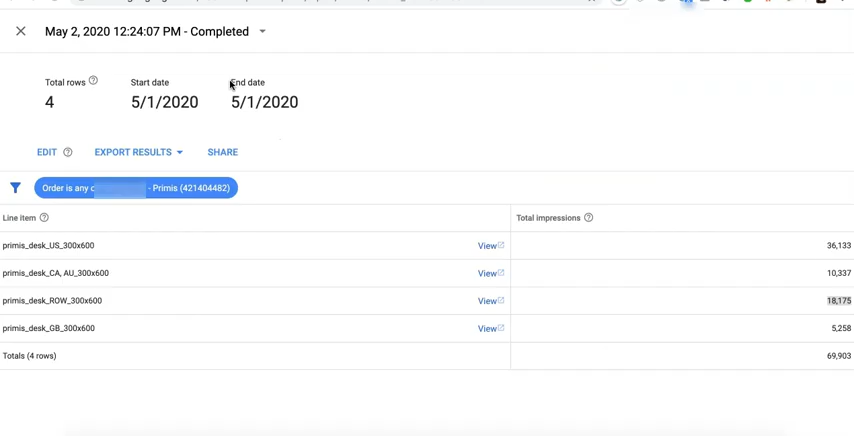 May 2, 2020 12:24:07 PM - Completed
Total rows Start date End date
4 5/1/2020 5/1/2020
EDIT EXPORT RESULTS SHARE
Order is any - Primis (421404482)
Line item Total impressions
primis_desk_US_300x600 View 36,133
primis_desk_CA, AU_300x600 View 10,337
primis_desk_ROW_300x600 View 18,175
primis_desk_GB_300x600 View 5,258
Totals (4 rows) 69,903